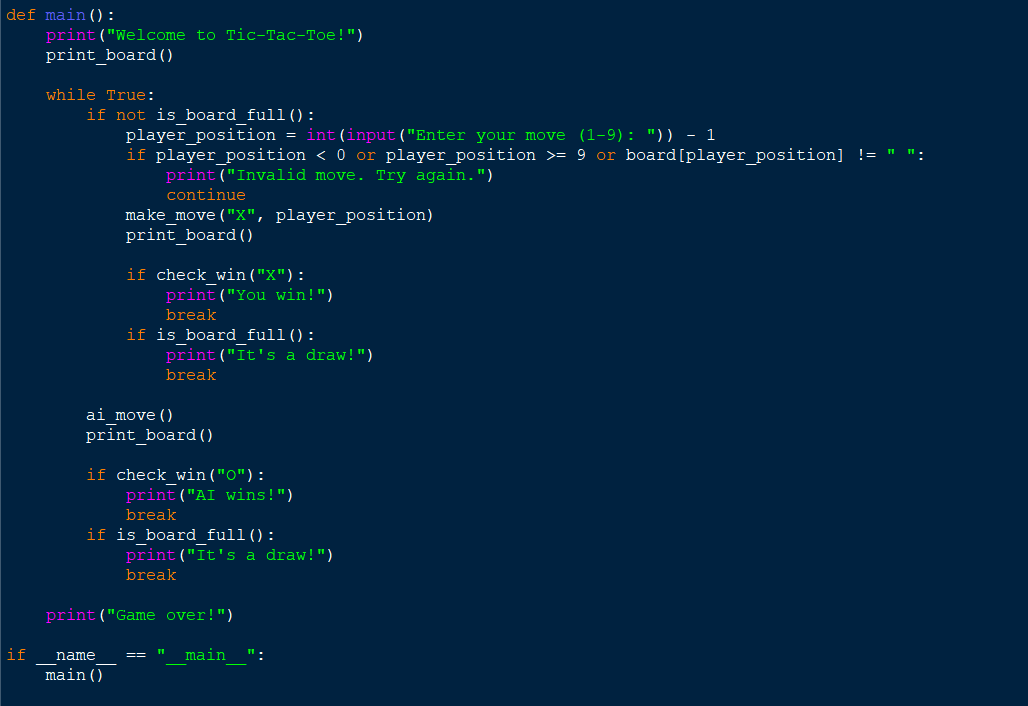 def main():
    print("Welcome to Tic-Tac-Toe!")
    print_board()

    while True:
        if not is_board_full():
            player_position = int(input("Enter your move (1-9): ")) - 1
            if player_position < 0 or player_position >= 9 or board[player_position] != " ":
                print("Invalid move. Try again.")
                continue
            make_move("X", player_position)
            print_board()

            if check_win("X"):
                print("You win!")
                break
            if is_board_full():
                print("It's a draw!")
                break

        ai_move()
        print_board()

        if check_win("O"):
            print("AI wins!")
            break
        if is_board_full():
            print("It's a draw!")
            break

    print("Game over!")

if __name__ == "__main__":
    main()